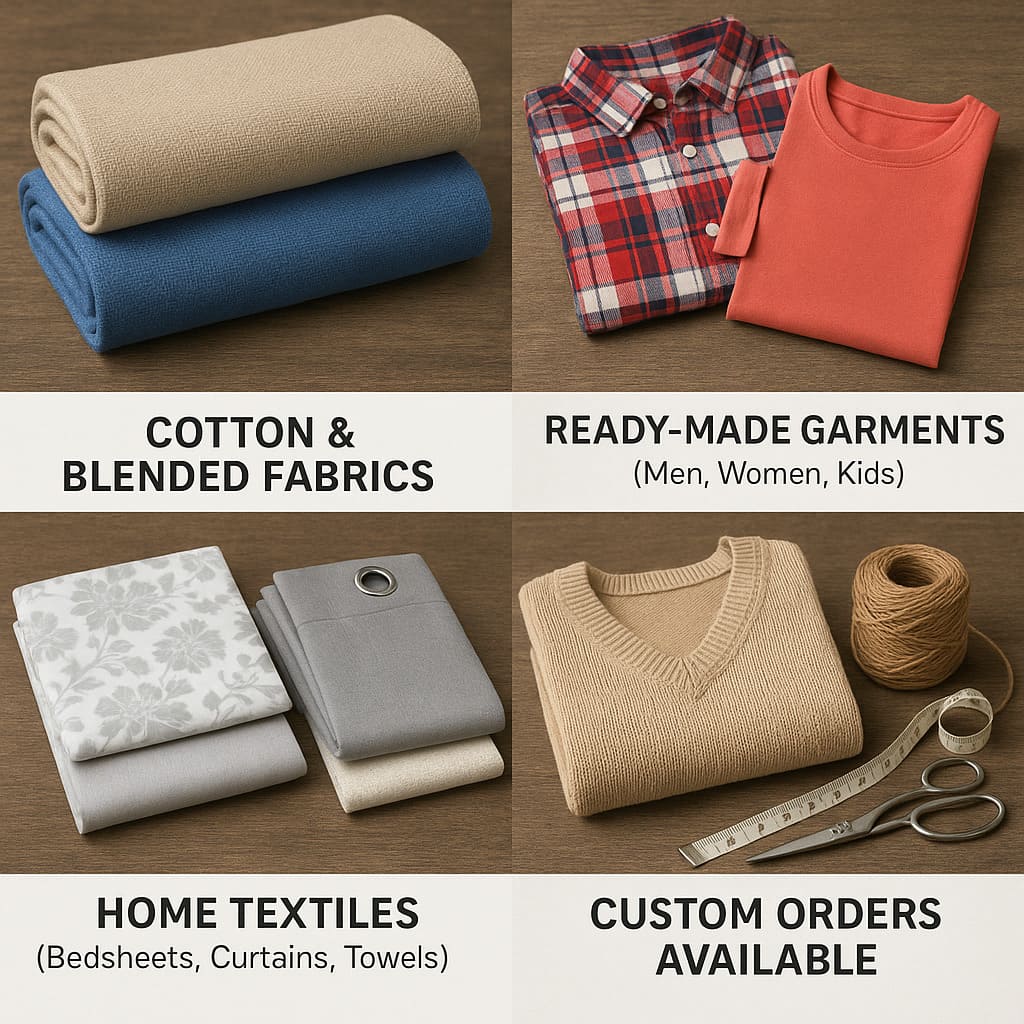 COTTON &
BLENDED FABRICS
READY-MADE GARMENTS
(Men, Women, Kids)
HOME TEXTILES
(Bedsheets, Curtains, Towels)
CUSTOM ORDERS
AVAILABLE